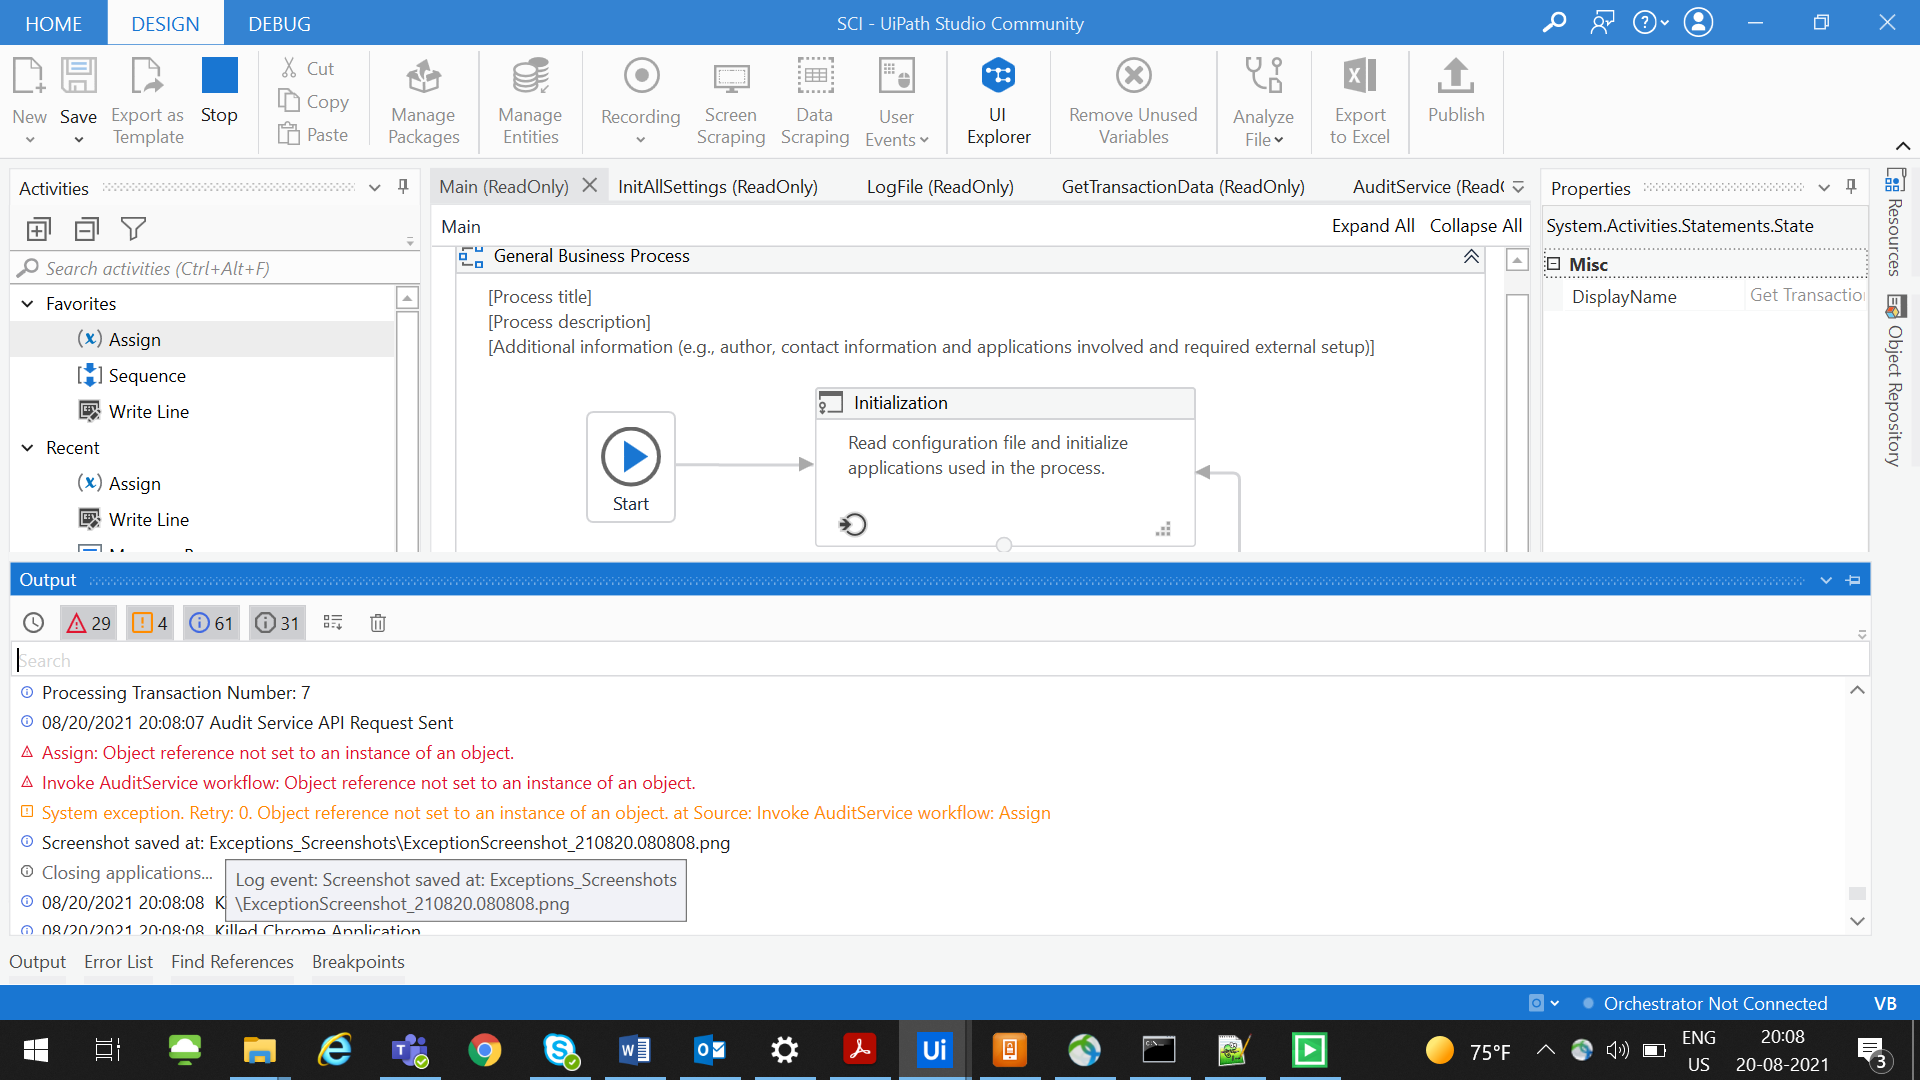 HOME
DESIGN
DEBUG
SCI - UiPath Studio Community
New
Save
Export as
Template
Stop
Cut
Copy
Paste
Manage
Packages
Manage
Entities
Recording
Screen
Scraping
Data
Scraping
User
Events
UI
Explorer
Remove Unused
Variables
Analyze
File
Export
to Excel
Publish
Activities
Search activities (Ctrl+Alt+F)
Favorites
Assign
Sequence
Write Line
Recent
Assign
Write Line
Main (ReadOnly)
InitAllSettings (ReadOnly)
LogFile (ReadOnly)
GetTransactionData (ReadOnly)
AuditService (Read
Main
Expand All
Collapse All
General Business Process
[Process title]
[Process description]
[Additional information (e.g., author, contact information and applications involved and required external setup)]
Start
Initialization
Read configuration file and initialize
applications used in the process.
Properties
System.Activities.Statements.State
Misc
DisplayName
Get Transactio
Resources
Object Repository
Output
29
4
61
31
Search
Processing Transaction Number: 7
08/20/2021 20:08:07 Audit Service API Request Sent
Assign: Object reference not set to an instance of an object.
Invoke AuditService workflow: Object reference not set to an instance of an object.
System exception. Retry: 0. Object reference not set to an instance of an object. at Source: Invoke AuditService workflow: Assign
Screenshot saved at: Exceptions_Screenshots\ExceptionScreenshot_210820.080808.png
Closing applications...
Log event: Screenshot saved at: Exceptions_Screenshots
\ExceptionScreenshot_210820.080808.png
08/20/2021 20:08:08 K
08/20/2021 20:08:08 Killed Chrome Application
Output
Error List
Find References
Breakpoints
Orchestrator Not Connected
VB
Ui
75°F
ENG
US
20:08
20-08-2021
3